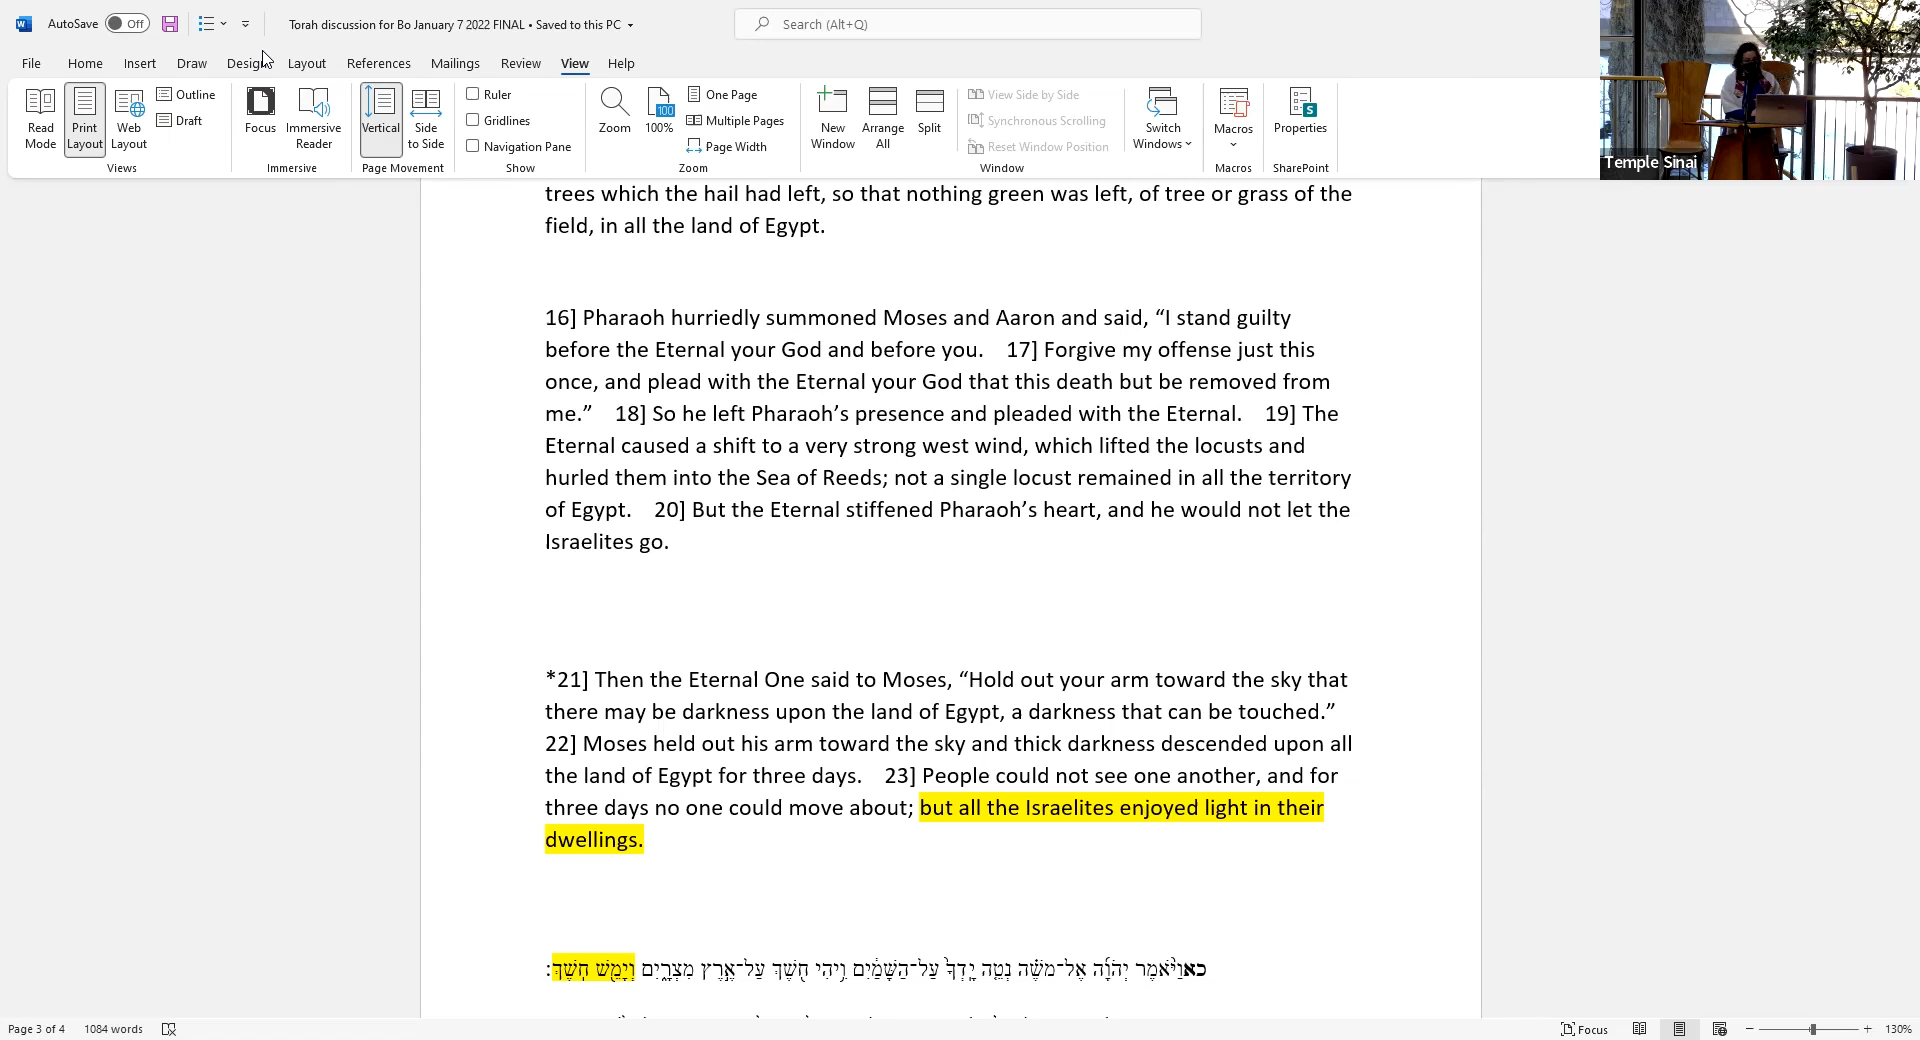 AutoSave Off Torah discussion for Bo January 7 2022 FINAL • Saved to this PC Search (Alt+Q)
File Home Insert Draw Design Layout References Mailings Review View Help
Read Mode
Print Layout
Web Layout
Outline
Draft
Views
Focus
Immersive Reader
Immersive
Vertical
Side to Side
Page Movement
Ruler
Gridlines
Navigation Pane
Show
Zoom
100
100%
One Page
Multiple Pages
Page Width
Zoom
New Window
Arrange All
Split
View Side by Side
Synchronous Scrolling
Reset Window Position
Switch Windows
Window
Macros
Macros
Properties
SharePoint
Temple Sinai
trees which the hail had left, so that nothing green was left, of tree or grass of the
field, in all the land of Egypt.
16] Pharaoh hurriedly summoned Moses and Aaron and said, “I stand guilty
before the Eternal your God and before you. 17] Forgive my offense just this
once, and plead with the Eternal your God that this death but be removed from
me.” 18] So he left Pharaoh’s presence and pleaded with the Eternal. 19] The
Eternal caused a shift to a very strong west wind, which lifted the locusts and
hurled them into the Sea of Reeds; not a single locust remained in all the territory
of Egypt. 20] But the Eternal stiffened Pharaoh’s heart, and he would not let the
Israelites go.
*21] Then the Eternal One said to Moses, “Hold out your arm toward the sky that
there may be darkness upon the land of Egypt, a darkness that can be touched.”
22] Moses held out his arm toward the sky and thick darkness descended upon all
the land of Egypt for three days. 23] People could not see one another, and for
three days no one could move about; but all the Israelites enjoyed light in their
dwellings.
כאוַיֹּ֨אמֶר יְהֹוָ֜ה אֶל־מֹשֶׁ֗ה נְטֵ֤ה יָֽדְךָ֙ עַל־הַשָּׁמַ֔יִם וִ֥יהִי חֹ֖שֶׁךְ עַל־אֶ֣רֶץ מִצְרָ֑יִם וְיָמֵ֖שׁ חֹֽשֶׁךְ:
Page 3 of 4 1084 words Focus 130%